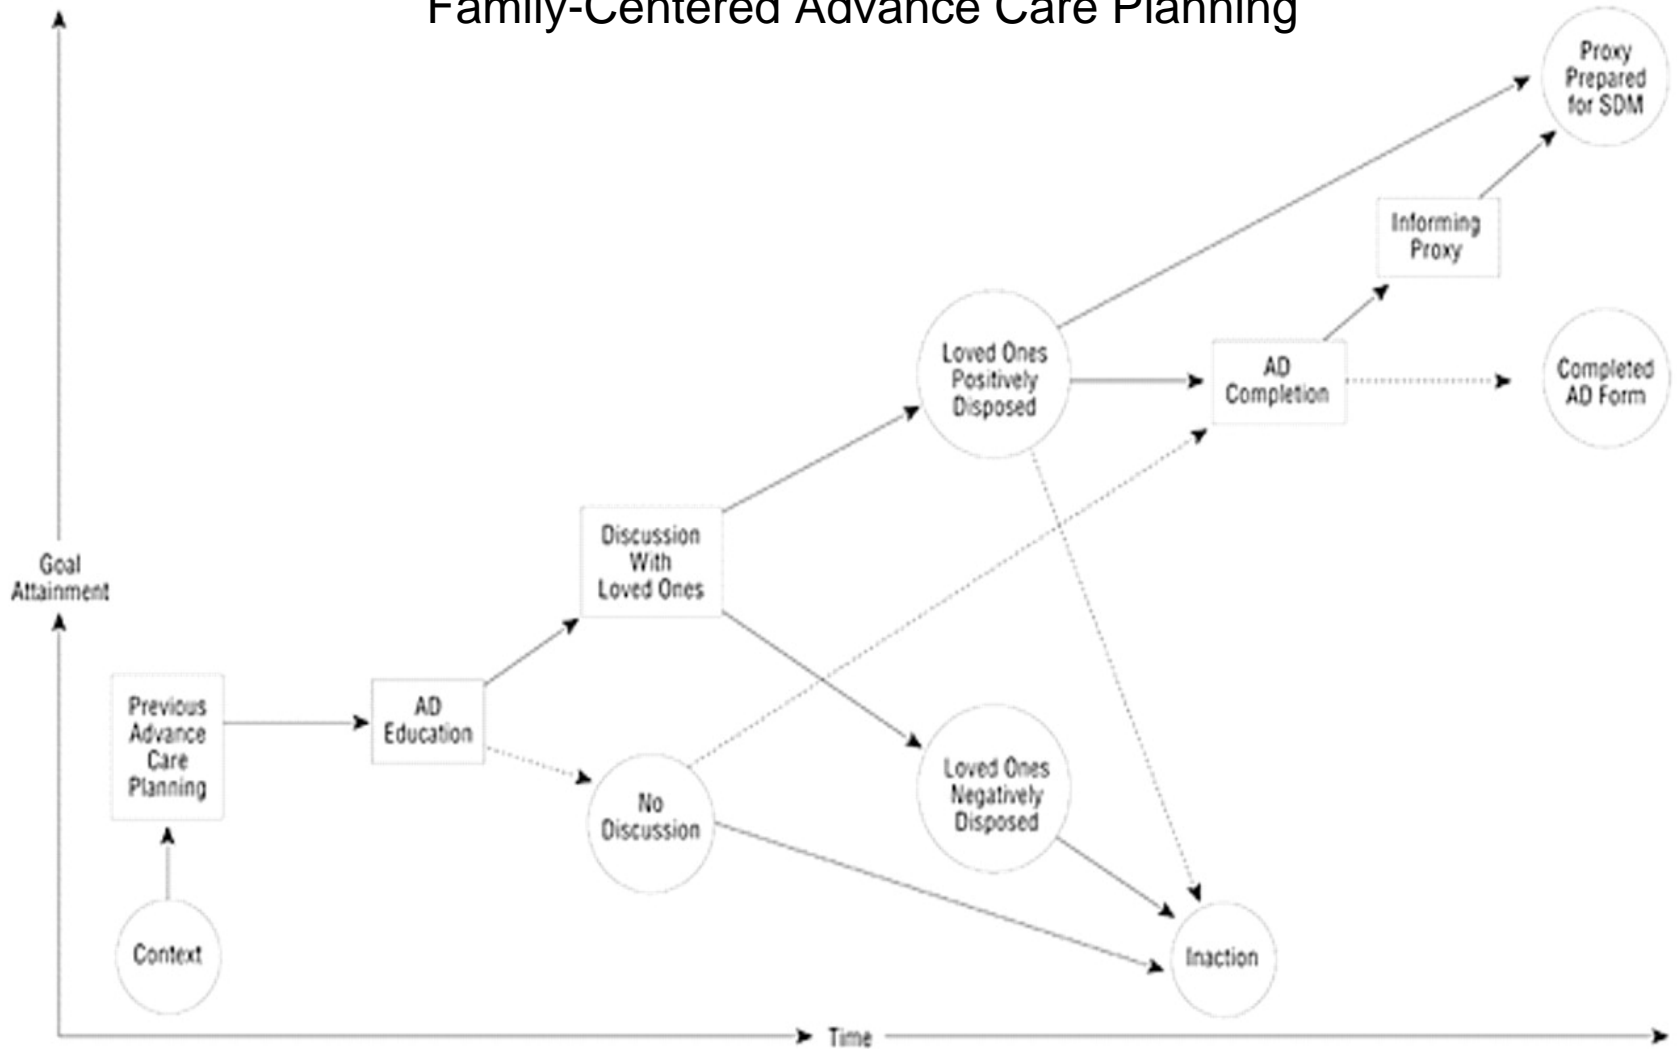 Family-Centered Advance Care Planning
Proxy
Prepared
for SDM
Informing
Proxy
Loved Ones
Positively
Disposed
AD
Completion
Completed
AD Form
Discussion
With
Loved Ones
Goal
Attainment
Previous
Advance
Care
Planning
AD
Education
No
Discussion
Loved Ones
Negatively
Disposed
Context
Inaction
Time